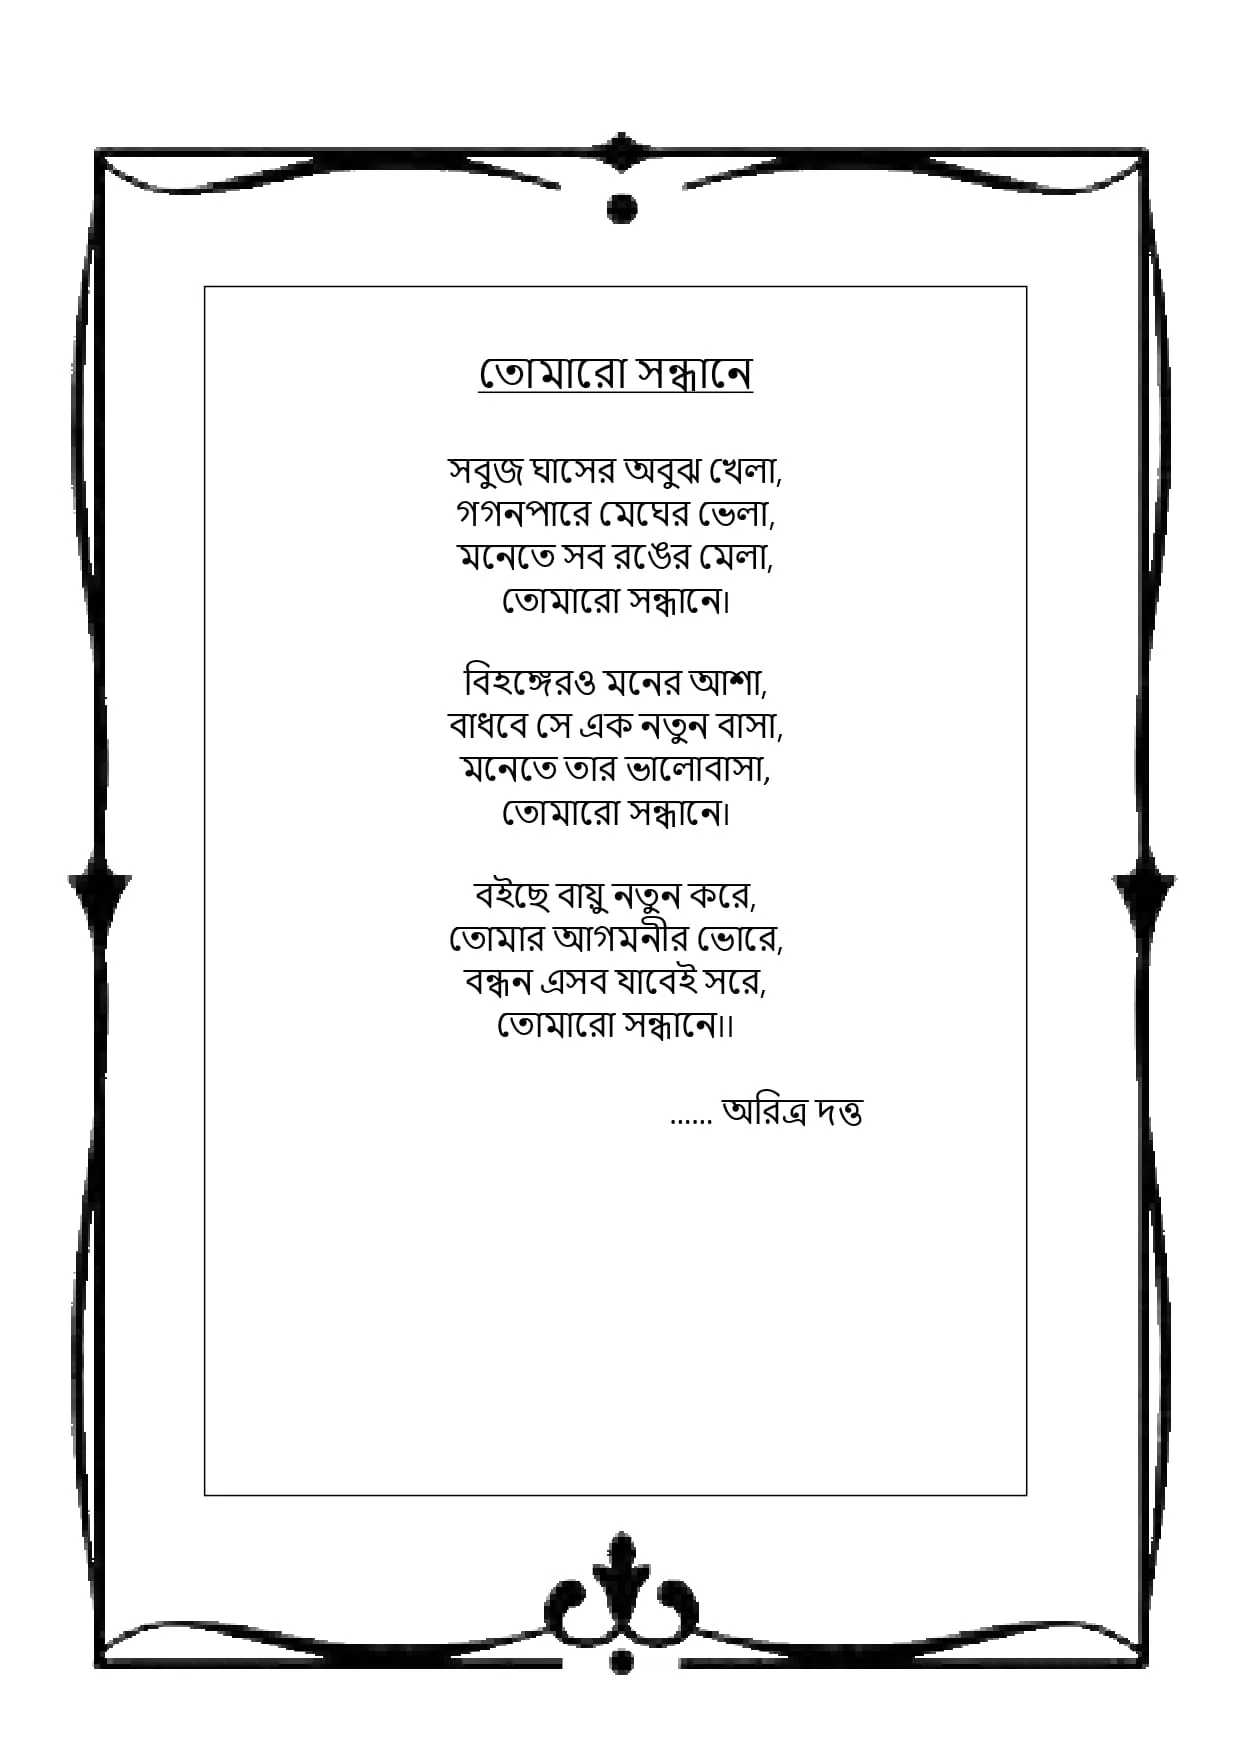 তোমারো সন্ধানে
সবুজ ঘাসের অবুঝ খেলা,
গগনপারে মেঘের ভেলা,
মনেতে সব রঙের মেলা,
তোমারো সন্ধানে।
বিহঙ্গেরও মনের আশা,
বাধবে সে এক নতুন বাসা,
মনেতে তার ভালোবাসা,
তোমারো সন্ধানে।
বইছে বায়ু নতুন করে,
তোমার আগমনীর ভোরে,
বন্ধন এসব যাবেই সরে,
তোমারো সন্ধানে।।
...... অরিত্র দত্ত